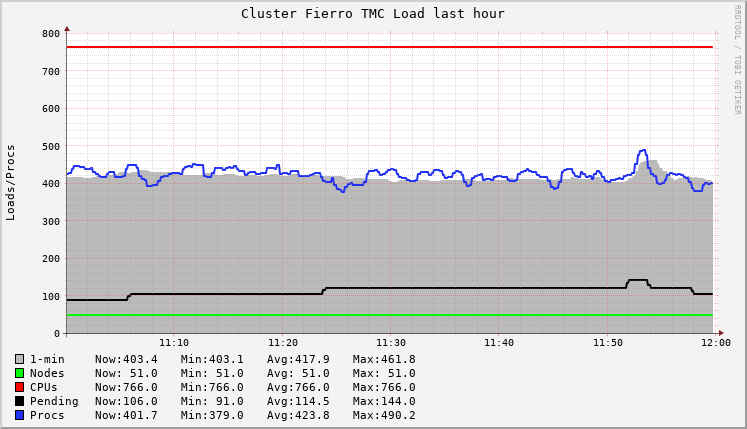 Cluster Fierro TMC Load last hour
RRDTOOL / TOBI OETIKER
Loads/Procs
800
700
600
500
400
300
200
100
0
11:10 11:20 11:30 11:40 11:50 12:00
1-min Now:403.4 Min:403.1 Avg:417.9 Max:461.8
Nodes Now: 51.0 Min: 51.0 Avg: 51.0 Max: 51.0
CPUs Now:766.0 Min:766.0 Avg:766.0 Max:766.0
Pending Now:106.0 Min: 91.0 Avg:114.5 Max:144.0
Procs Now:401.7 Min:379.0 Avg:423.8 Max:490.2